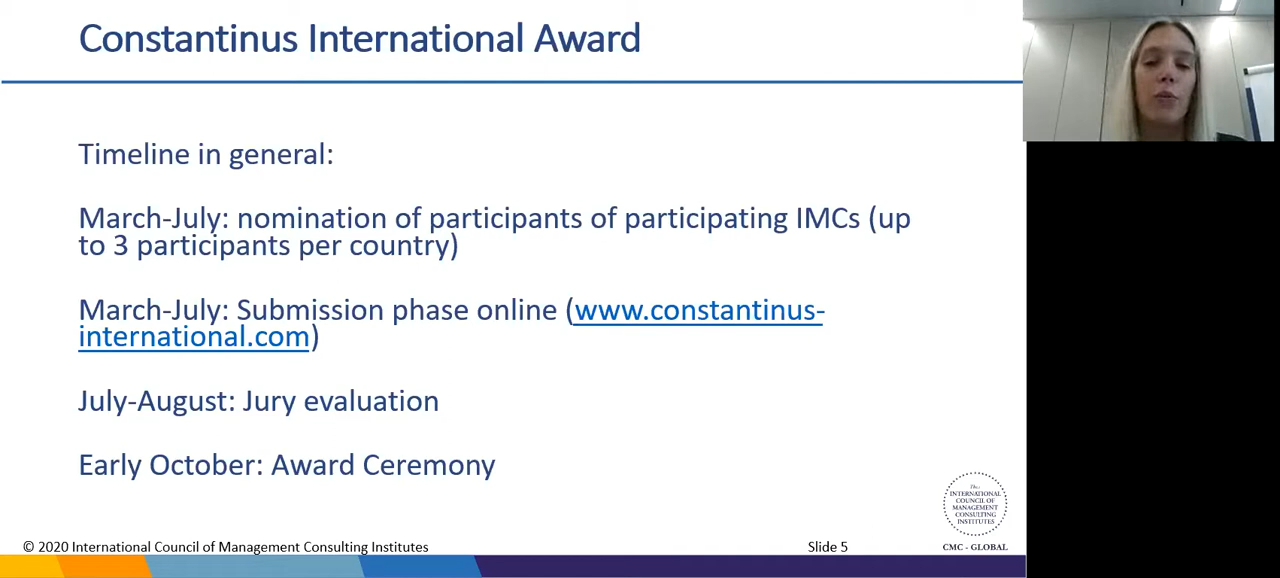 Constantinus International Award
Timeline in general:
March-July: nomination of participants of participating IMCs (up
to 3 participants per country)
March-July: Submission phase online (www.constantinus-
international.com)
July-August: Jury evaluation
Early October: Award Ceremony
The
INTERNATIONAL
COUNCIL OF
MANAGEMENT
CONSULTING
INSTITUTES
CMC - GLOBAL
© 2020 International Council of Management Consulting Institutes
Slide 5